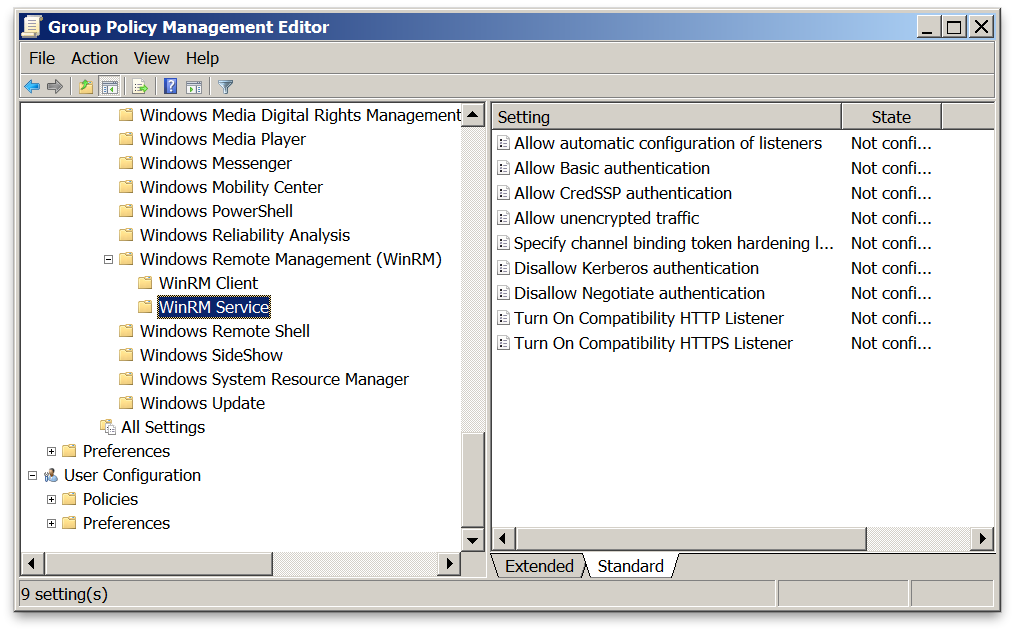 Group Policy Management Editor
File Action View Help
Windows Media Digital Rights Management
Windows Media Player
Windows Messenger
Windows Mobility Center
Windows PowerShell
Windows Reliability Analysis
Windows Remote Management (WinRM)
WinRM Client
WinRM Service
Windows Remote Shell
Windows SideShow
Windows System Resource Manager
Windows Update
All Settings
Preferences
User Configuration
Policies
Preferences
Setting State
Allow automatic configuration of listeners Not confi...
Allow Basic authentication Not confi...
Allow CredSSP authentication Not confi...
Allow unencrypted traffic Not confi...
Specify channel binding token hardening l... Not confi...
Disallow Kerberos authentication Not confi...
Disallow Negotiate authentication Not confi...
Turn On Compatibility HTTP Listener Not confi...
Turn On Compatibility HTTPS Listener Not confi...
Extended Standard
9 setting(s)